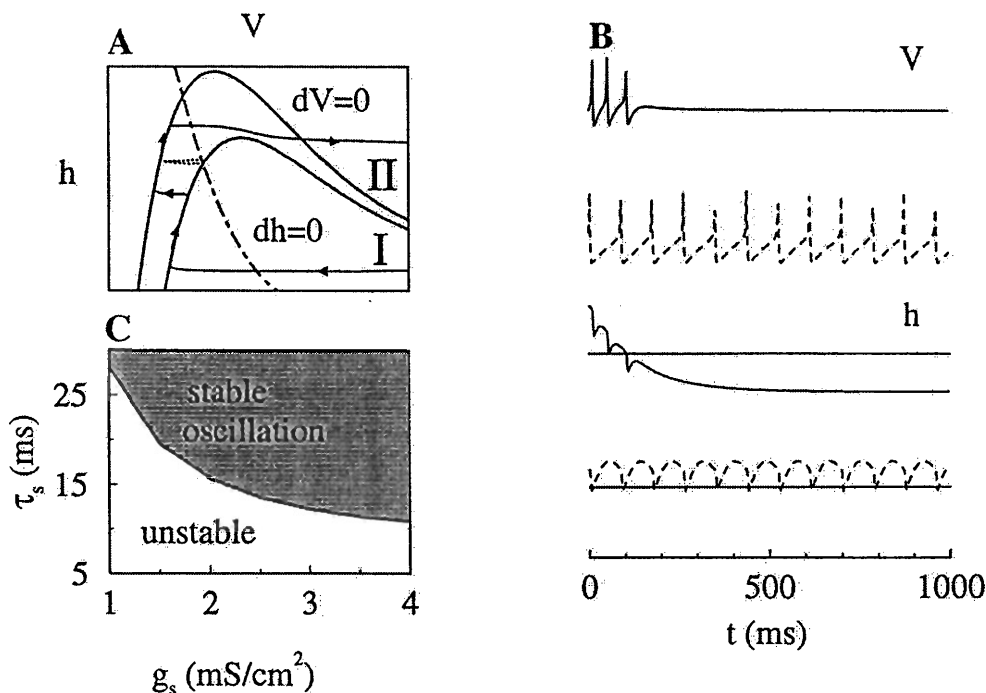 V
A
dV=0
h
II
dh=0
I
C
25
stable
oscillation
τs (ms)
15
unstable
5
1 2 3 4
gs (mS/cm²)
B
V
h
0 500 1000
t (ms)